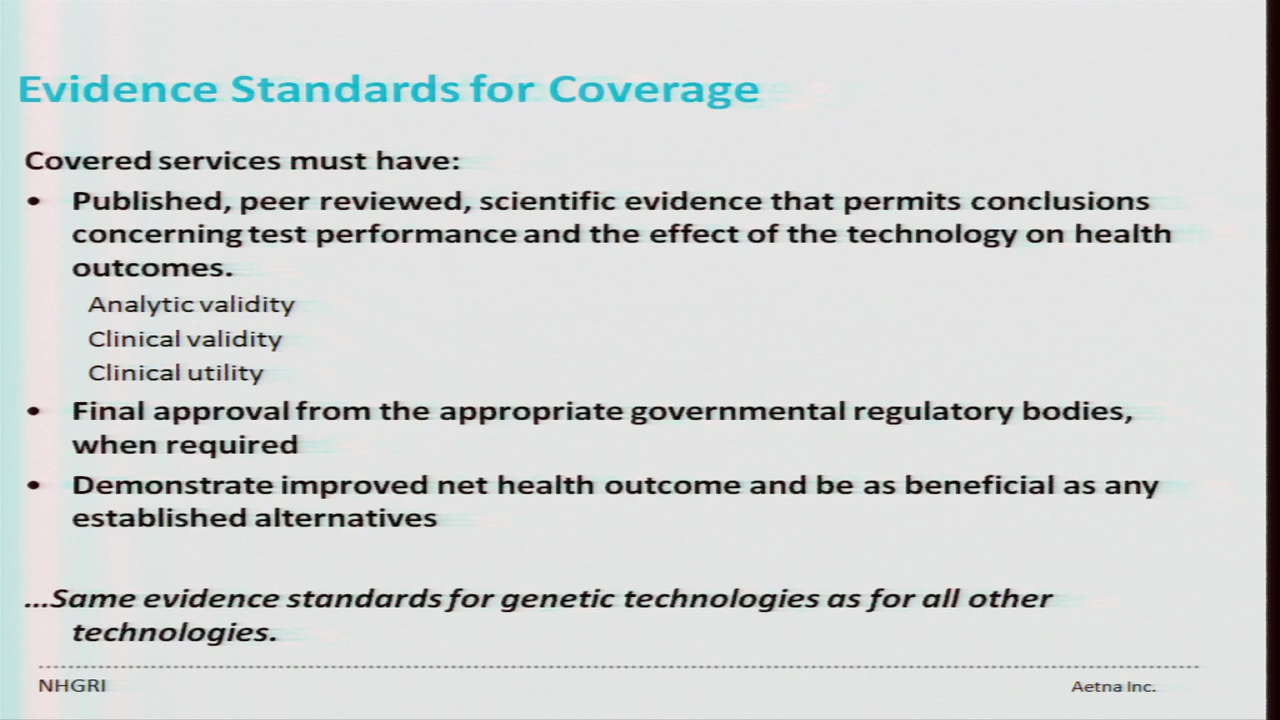 Evidence Standards for Coverage
Covered services must have:
• Published, peer reviewed, scientific evidence that permits conclusions
concerning test performance and the effect of the technology on health
outcomes.
Analytic validity
Clinical validity
Clinical utility
• Final approval from the appropriate governmental regulatory bodies,
when required
• Demonstrate improved net health outcome and be as beneficial as any
established alternatives
...Same evidence standards for genetic technologies as for all other
technologies.
NHGRI
Aetna Inc.